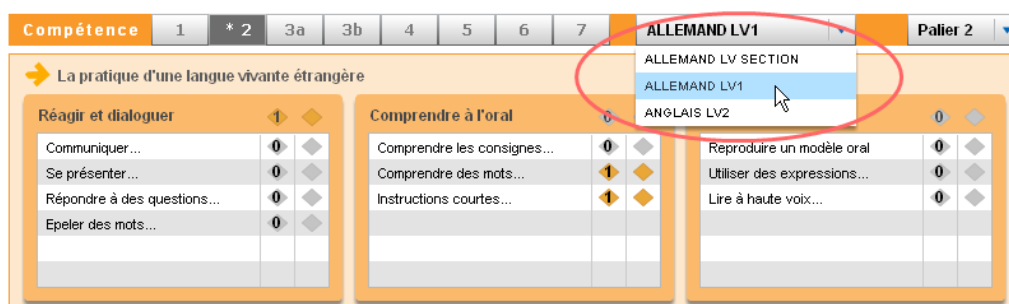 Compétence 1 * 2 3a 3b 4 5 6 7 ALLEMAND LV1 Palier 2
ALLEMAND LV SECTION
ALLEMAND LV1
ANGLAIS LV2
La pratique d'une langue vivante étrangère
Réagir et dialoguer 1
Communiquer... 0
Se présenter... 0
Répondre à des questions... 0
Epeler des mots... 0
Comprendre à l'oral 0
Comprendre les consignes... 0
Comprendre des mots... 1
Instructions courtes... 1
0
Reproduire un modèle oral 0
Utiliser des expressions... 0
Lire à haute voix... 0